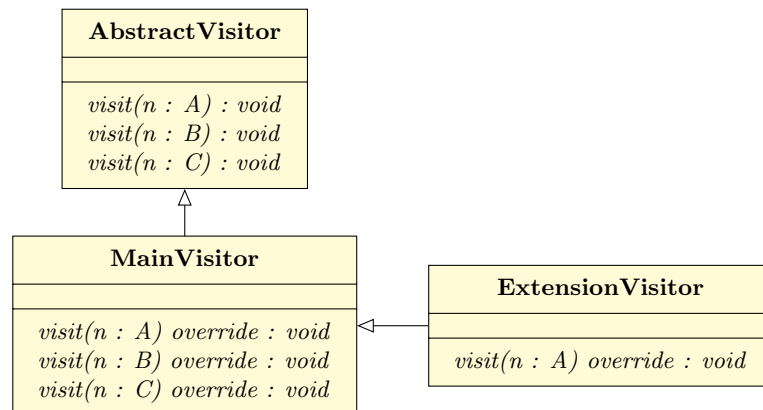 AbstractVisitor
visit(n : A) : void
visit(n : B) : void
visit(n : C) : void
MainVisitor
visit(n : A) override : void
visit(n : B) override : void
visit(n : C) override : void
ExtensionVisitor
visit(n : A) override : void